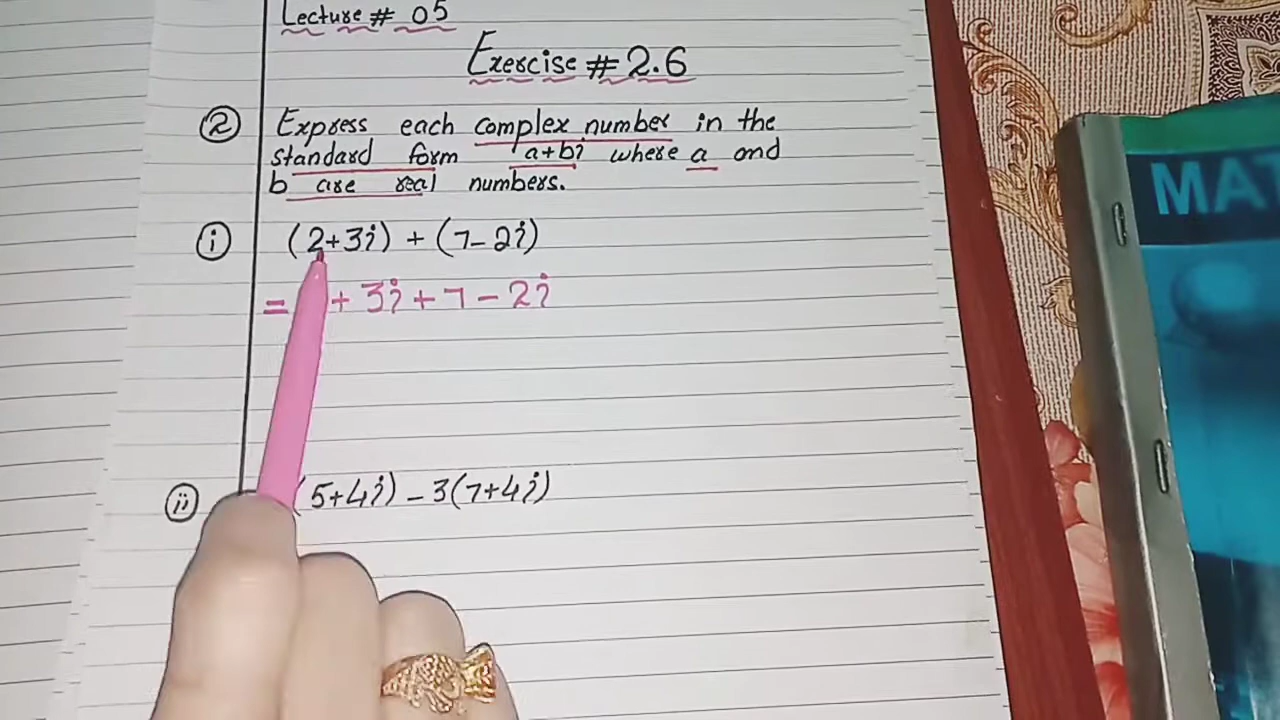 Lecture # 05
Exercise # 2.6
② Express each complex number in the
standard form a+bi where a and
b are real numbers.
ⓘ (2+3i) + (7-2i)
= + 3i + 7 - 2i
ⓘⓘ (5+4i) - 3(7+4i)
MAT